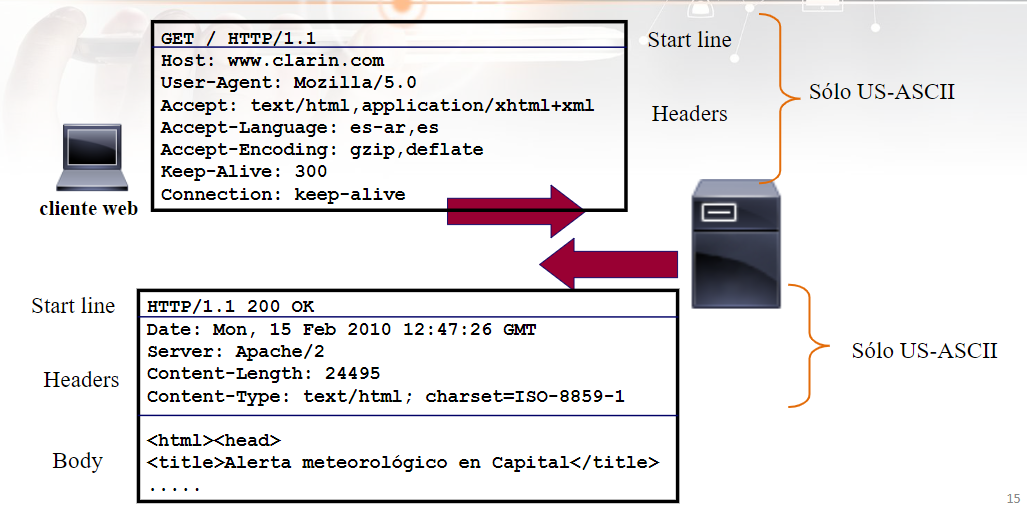 GET / HTTP/1.1
Start line
Host: www.clarin.com
User-Agent: Mozilla/5.0
Accept: text/html,application/xhtml+xml
Accept-Language: es-ar,es
Accept-Encoding: gzip,deflate
Keep-Alive: 300
Connection: keep-alive
Headers
Sólo US-ASCII
cliente web
Start line
HTTP/1.1 200 OK
Headers
Date: Mon, 15 Feb 2010 12:47:26 GMT
Server: Apache/2
Content-Length: 24495
Content-Type: text/html; charset=ISO-8859-1
Sólo US-ASCII
Body
<html><head>
<title>Alerta meteorológico en Capital</title>
.....
15